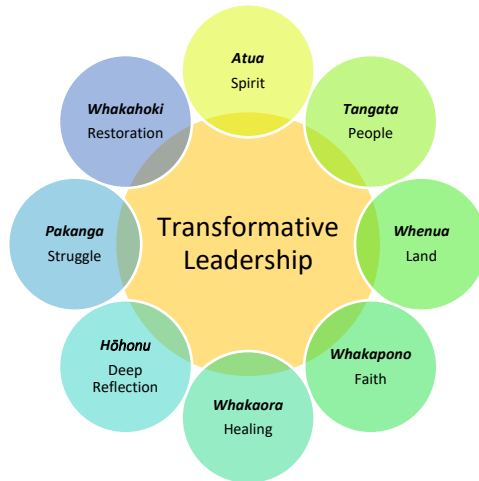 Atua
Spirit
Tangata
People
Whenua
Land
Whakapono
Faith
Whakaora
Healing
Hōhonu
Deep
Reflection
Pakanga
Struggle
Whakahoki
Restoration
Transformative
Leadership